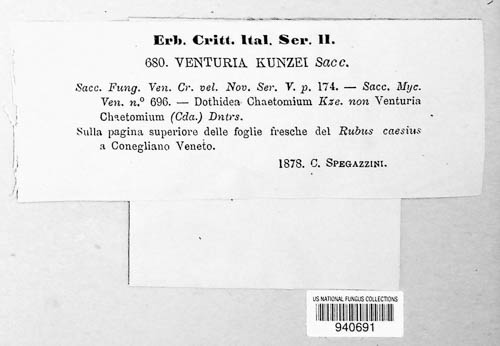 Erb. Critt. Ital. Ser. II.
680. VENTURIA KUNZEI Sacc.
Sacc. Fung. Ven. Cr. vel. Nov. Ser. V. p. 174. — Sacc. Myc.
Ven. n.º 696. — Dothidea Chaetomium Kze. non Venturia
Chaetomium (Cda.) Dntrs.
Sulla pagina superiore delle foglie fresche del Rubus caesius
a Conegliano Veneto.
1878. C. SPEGAZZINI.
US NATIONAL FUNGUS COLLECTIONS
940691